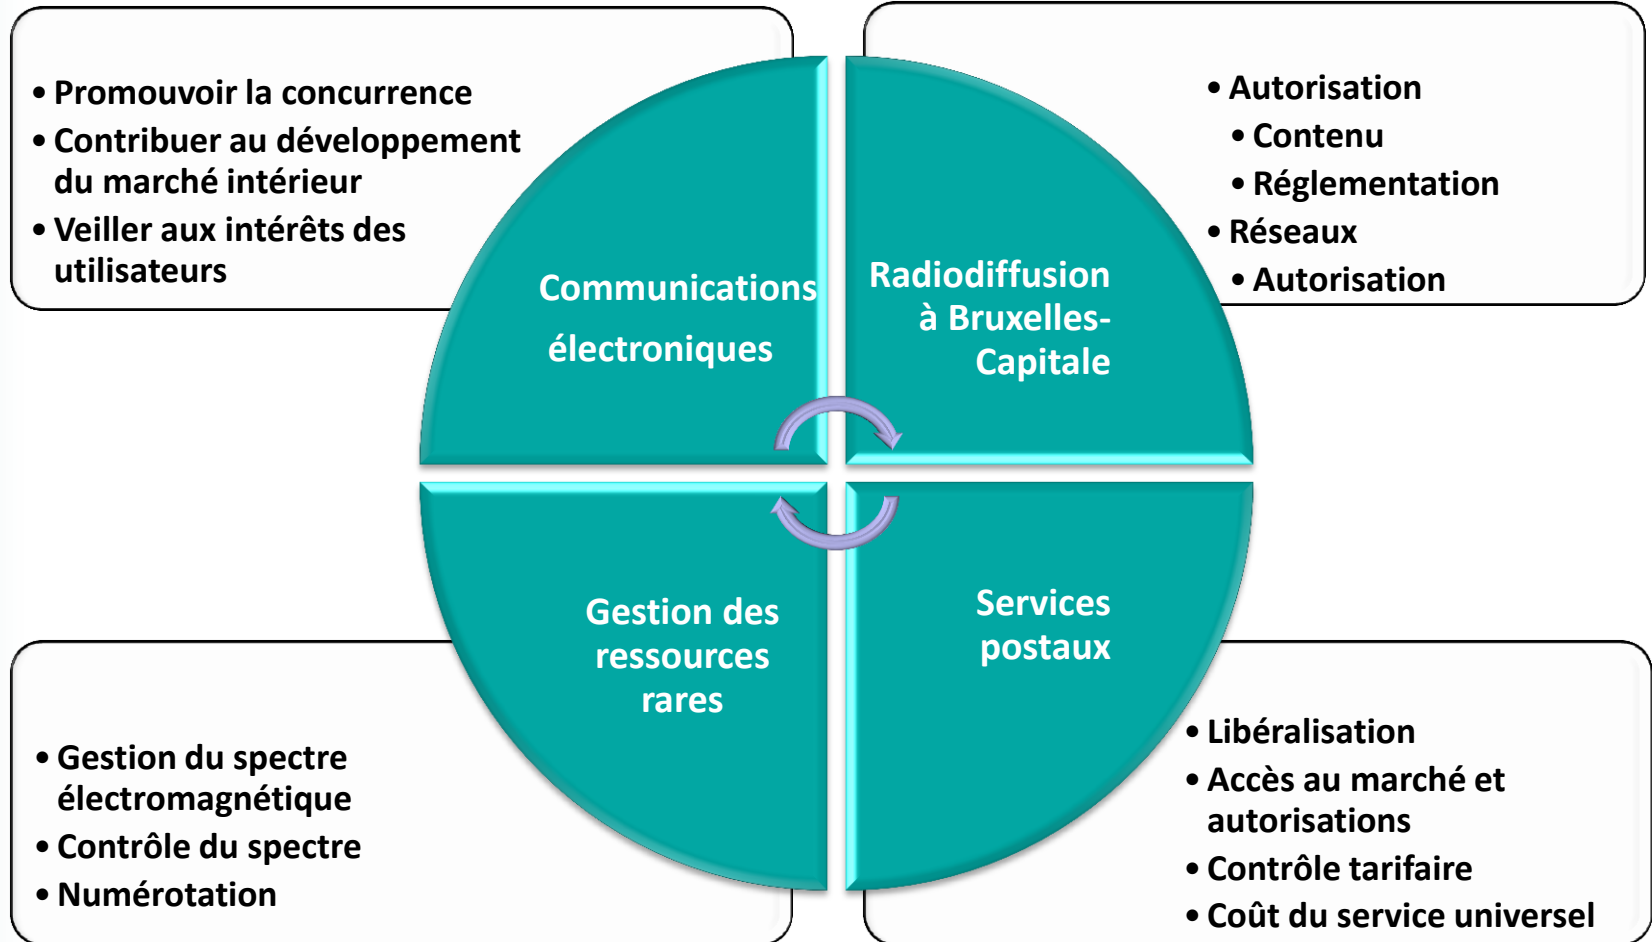 • Promouvoir la concurrence
• Contribuer au développement
du marché intérieur
• Veiller aux intérêts des
utilisateurs
• Autorisation
• Contenu
• Réglementation
• Réseaux
• Autorisation
Communications
électroniques
Radiodiffusion
à Bruxelles-
Capitale
Gestion des
ressources
rares
Services
postaux
• Gestion du spectre
électromagnétique
• Contrôle du spectre
• Numérotation
• Libéralisation
• Accès au marché et
autorisations
• Contrôle tarifaire
• Coût du service universel